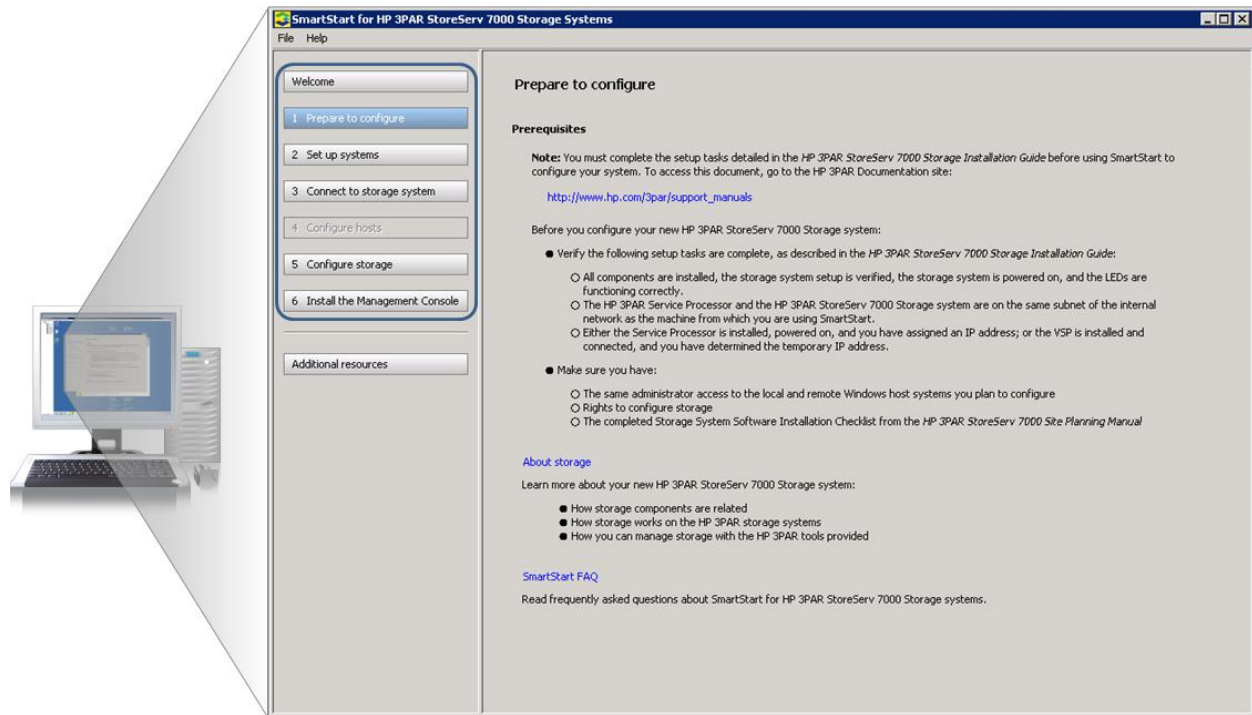 SmartStart for HP 3PAR StoreServ 7000 Storage Systems
File Help
Welcome
1 Prepare to configure
2 Set up systems
3 Connect to storage system
4 Configure hosts
5 Configure storage
6 Install the Management Console
Additional resources
Prepare to configure
Prerequisites
Note: You must complete the setup tasks detailed in the HP 3PAR StoreServ 7000 Storage Installation Guide before using SmartStart to
configure your system. To access this document, go to the HP 3PAR Documentation site:
http://www.hp.com/3par/support_manuals
Before you configure your new HP 3PAR StoreServ 7000 Storage system:
Verify the following setup tasks are complete, as described in the HP 3PAR StoreServ 7000 Storage Installation Guide:
All components are installed, the storage system setup is verified, the storage system is powered on, and the LEDs are
functioning correctly.
The HP 3PAR Service Processor and the HP 3PAR StoreServ 7000 Storage system are on the same subnet of the internal
network as the machine from which you are using SmartStart.
Either the Service Processor is installed, powered on, and you have assigned an IP address; or the VSP is installed and
connected, and you have determined the temporary IP address.
Make sure you have:
The same administrator access to the local and remote Windows host systems you plan to configure
Rights to configure storage
The completed Storage System Software Installation Checklist from the HP 3PAR StoreServ 7000 Site Planning Manual
About storage
Learn more about your new HP 3PAR StoreServ 7000 Storage system:
How storage components are related
How storage works on the HP 3PAR storage systems
How you can manage storage with the HP 3PAR tools provided
SmartStart FAQ
Read frequently asked questions about SmartStart for HP 3PAR StoreServ 7000 Storage systems.